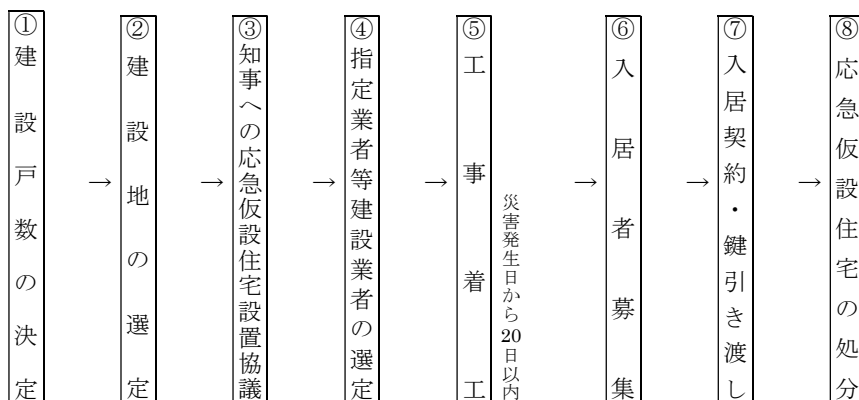 ①建設戸数の決定
→
②建設地の選定
→
③知事への応急仮設住宅設置協議
→
④指定業者等建設業者の選定
→
⑤工事着工
災害発生日から20日以内
→
⑥入居者募集
→
⑦入居契約・鍵引き渡し
→
⑧応急仮設住宅の処分